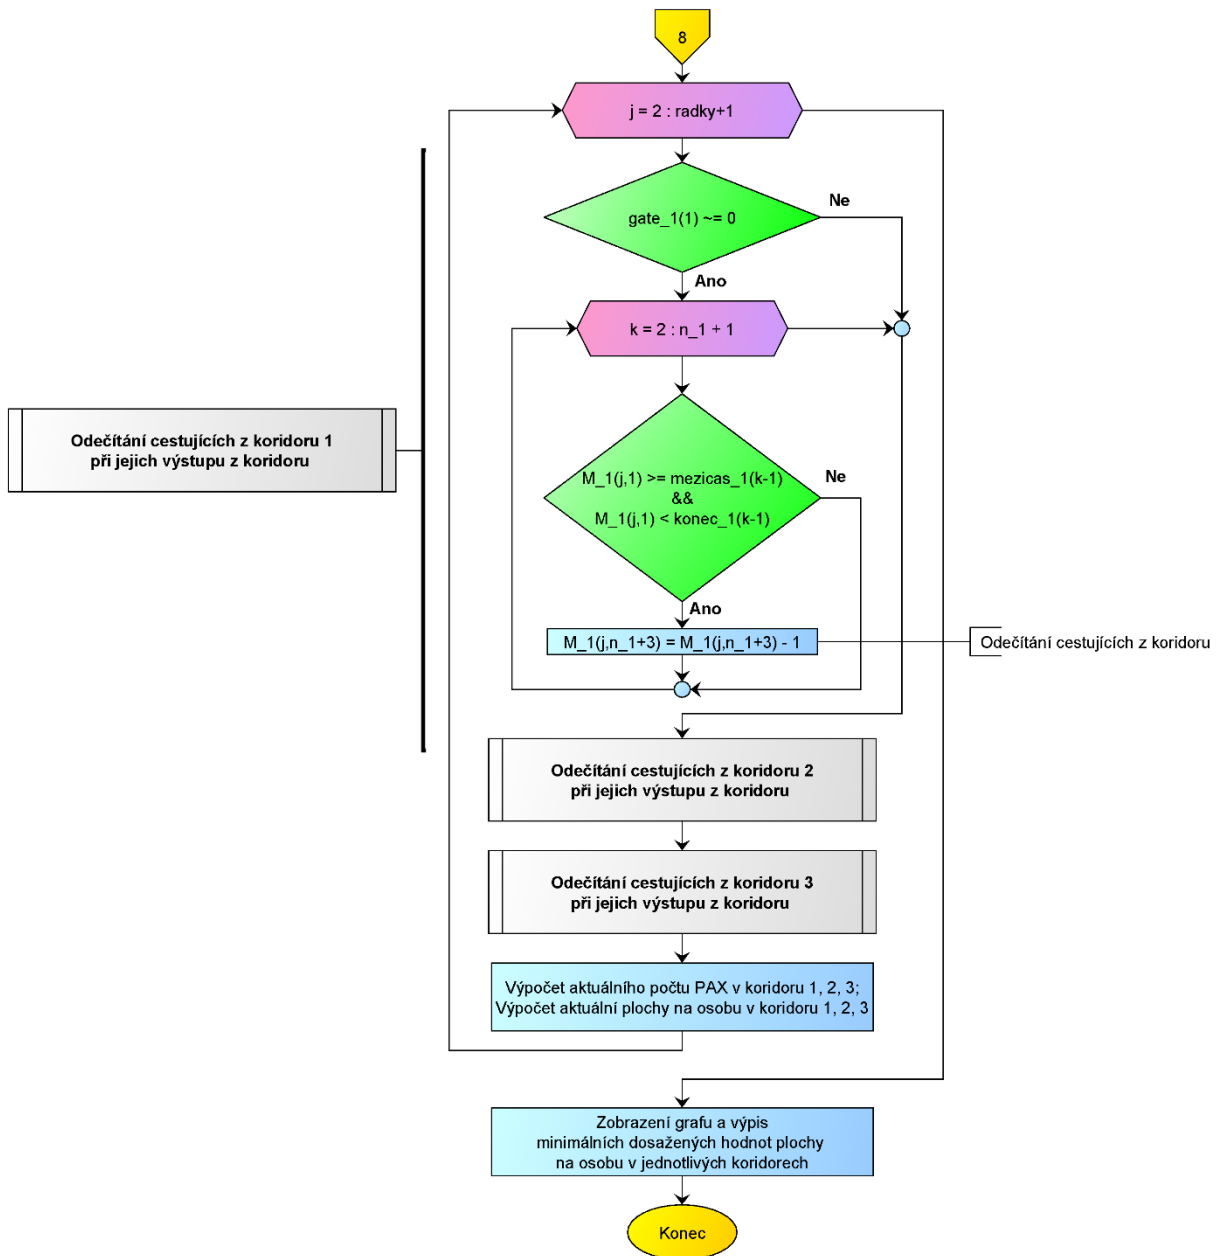 8
j = 2 : radky+1
gate_1(1) ~= 0
Ne
Ano
k = 2 : n_1 + 1
Odečítání cestujících z koridoru 1
při jejich výstupu z koridoru
M_1(j,1) >= mezicas_1(k-1)
&&
M_1(j,1) < konec_1(k-1)
Ne
Ano
M_1(j,n_1+3) = M_1(j,n_1+3) - 1
Odečítání cestujících z koridoru
Odečítání cestujících z koridoru 2
při jejich výstupu z koridoru
Odečítání cestujících z koridoru 3
při jejich výstupu z koridoru
Výpočet aktuálního počtu PAX v koridoru 1, 2, 3;
Výpočet aktuální plochy na osobu v koridoru 1, 2, 3
Zobrazení grafu a výpis
minimálních dosažených hodnot plochy
na osobu v jednotlivých koridorech
Konec